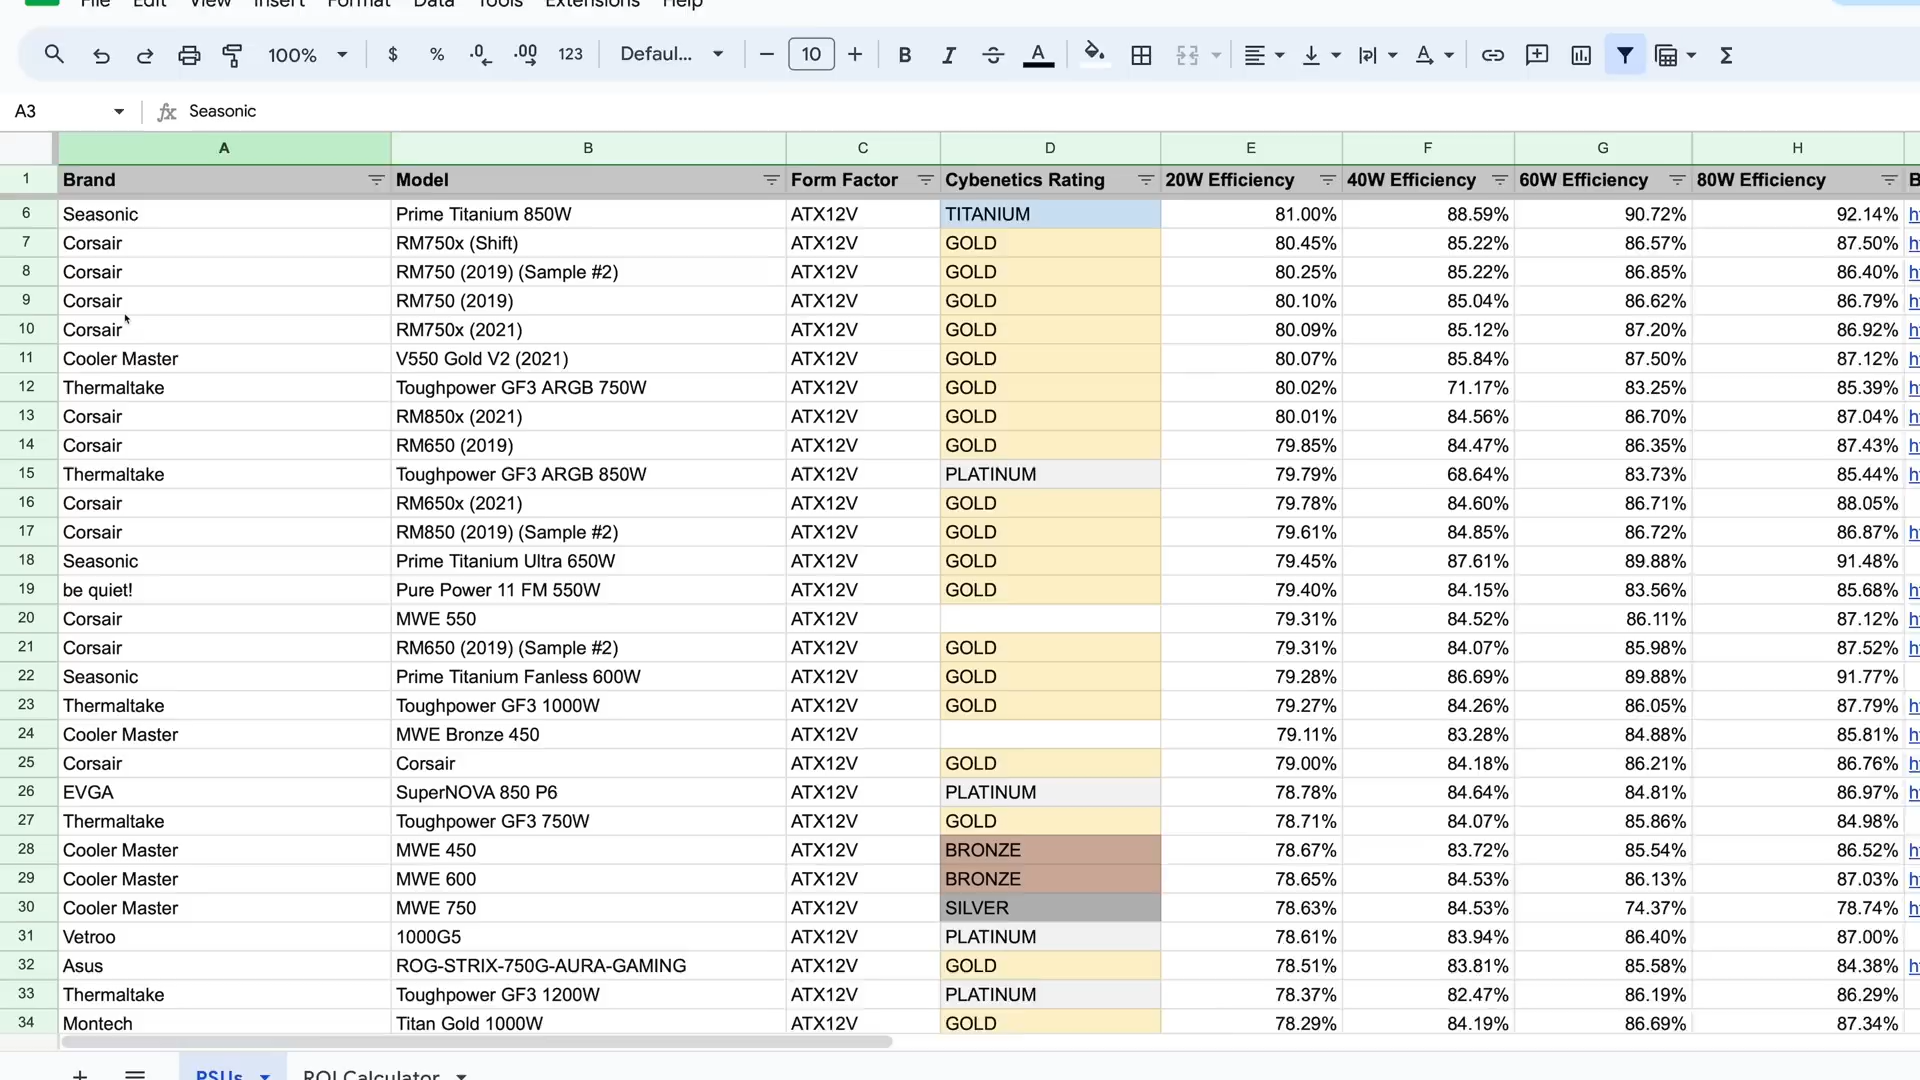 File Edit View Insert Format Data Tools Extensions Help
100% $ % .0 .00 123 Defaul... 10 B I A
A3 fx Seasonic
A B C D E F G H
1 Brand Model Form Factor Cybenetics Rating 20W Efficiency 40W Efficiency 60W Efficiency 80W Efficiency
6 Seasonic Prime Titanium 850W ATX12V TITANIUM 81.00% 88.59% 90.72% 92.14%
7 Corsair RM750x (Shift) ATX12V GOLD 80.45% 85.22% 86.57% 87.50%
8 Corsair RM750 (2019) (Sample #2) ATX12V GOLD 80.25% 85.22% 86.85% 86.40%
9 Corsair RM750 (2019) ATX12V GOLD 80.10% 85.04% 86.62% 86.79%
10 Corsair RM750x (2021) ATX12V GOLD 80.09% 85.12% 87.20% 86.92%
11 Cooler Master V550 Gold V2 (2021) ATX12V GOLD 80.07% 85.84% 87.50% 87.12%
12 Thermaltake Toughpower GF3 ARGB 750W ATX12V GOLD 80.02% 71.17% 83.25% 85.39%
13 Corsair RM850x (2021) ATX12V GOLD 80.01% 84.56% 86.70% 87.04%
14 Corsair RM650 (2019) ATX12V GOLD 79.85% 84.47% 86.35% 87.43%
15 Thermaltake Toughpower GF3 ARGB 850W ATX12V PLATINUM 79.79% 68.64% 83.73% 85.44%
16 Corsair RM650x (2021) ATX12V GOLD 79.78% 84.60% 86.71% 88.05%
17 Corsair RM850 (2019) (Sample #2) ATX12V GOLD 79.61% 84.85% 86.72% 86.87%
18 Seasonic Prime Titanium Ultra 650W ATX12V GOLD 79.45% 87.61% 89.88% 91.48%
19 be quiet! Pure Power 11 FM 550W ATX12V GOLD 79.40% 84.15% 83.56% 85.68%
20 Corsair MWE 550 ATX12V 79.31% 84.52% 86.11% 87.12%
21 Corsair RM650 (2019) (Sample #2) ATX12V GOLD 79.31% 84.07% 85.98% 87.52%
22 Seasonic Prime Titanium Fanless 600W ATX12V GOLD 79.28% 86.69% 89.88% 91.77%
23 Thermaltake Toughpower GF3 1000W ATX12V GOLD 79.27% 84.26% 86.05% 87.79%
24 Cooler Master MWE Bronze 450 ATX12V 79.11% 83.28% 84.88% 85.81%
25 Corsair Corsair ATX12V GOLD 79.00% 84.18% 86.21% 86.76%
26 EVGA SuperNOVA 850 P6 ATX12V PLATINUM 78.78% 84.64% 84.81% 86.97%
27 Thermaltake Toughpower GF3 750W ATX12V GOLD 78.71% 84.07% 85.86% 84.98%
28 Cooler Master MWE 450 ATX12V BRONZE 78.67% 83.72% 85.54% 86.52%
29 Cooler Master MWE 600 ATX12V BRONZE 78.65% 84.53% 86.13% 87.03%
30 Cooler Master MWE 750 ATX12V SILVER 78.63% 84.53% 74.37% 78.74%
31 Vetroo 1000G5 ATX12V PLATINUM 78.61% 83.94% 86.40% 87.00%
32 Asus ROG-STRIX-750G-AURA-GAMING ATX12V GOLD 78.51% 83.81% 85.58% 84.38%
33 Thermaltake Toughpower GF3 1200W ATX12V PLATINUM 78.37% 82.47% 86.19% 86.29%
34 Montech Titan Gold 1000W ATX12V GOLD 78.29% 84.19% 86.69% 87.34%
PSUs ROI Calculator